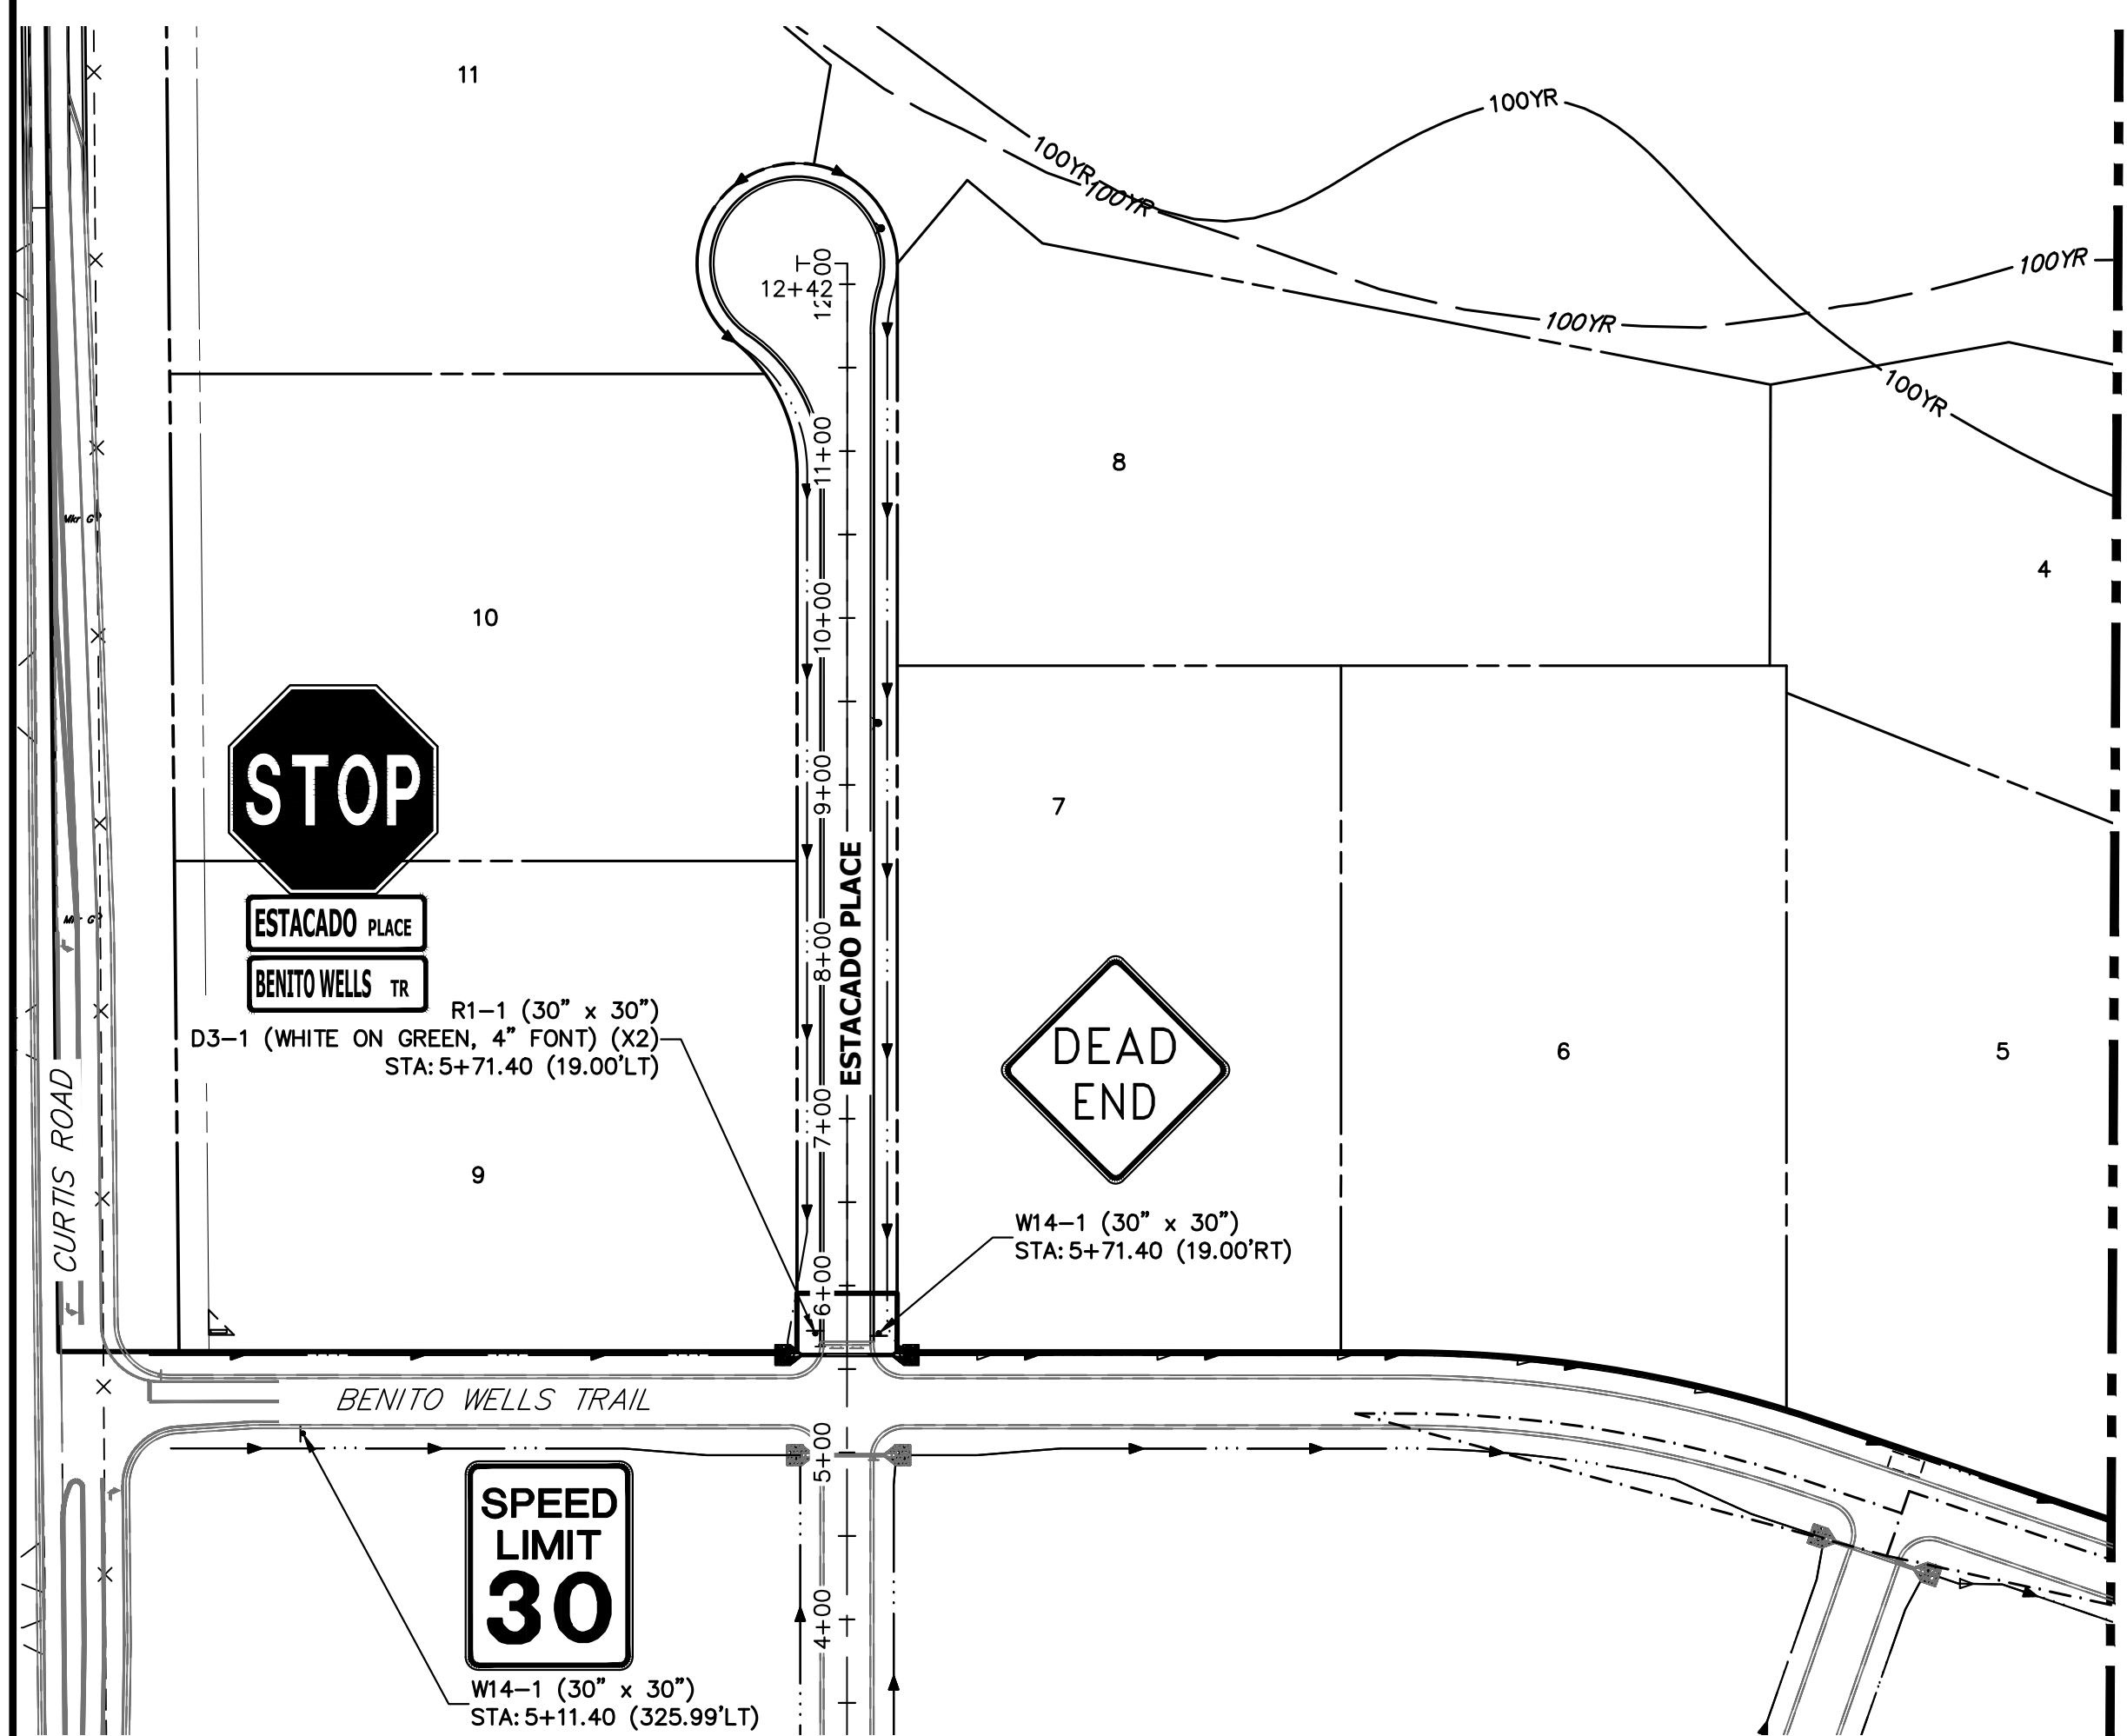 11
100YR
100YR
100YR
100YR
100YR
100YR
12+00
12+42
11+00
10+00
9+00
8+00
7+00
6+00
5+00
4+00
8
4
10
7
6
5
9
STOP
ESTACADO PLACE
BENITO WELLS TR
R1-1 (30” x 30”)
D3-1 (WHITE ON GREEN, 4” FONT) (X2)
STA: 5+71.40 (19.00'LT)
ESTACADO PLACE
DEAD
END
W14-1 (30” x 30”)
STA: 5+71.40 (19.00'RT)
CURTIS ROAD
BENITO WELLS TRAIL
SPEED
LIMIT
30
W14-1 (30” x 30”)
STA: 5+11.40 (325.99'LT)